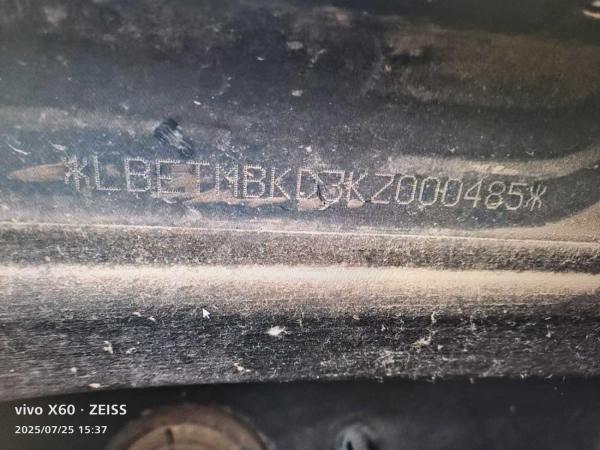 *LBETMBKD3KZ000485*
vivo X60 · ZEISS
2025/07/25 15:37